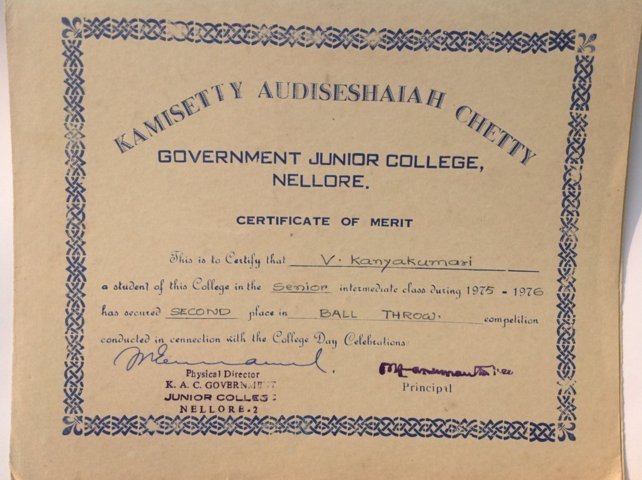 KAMISETTY AUDISESHAIAH CHETTY
GOVERNMENT JUNIOR COLLEGE,
NELLORE.
CERTIFICATE OF MERIT
This is to Certify that V. Kanyakumari
a student of this College in the Senior intermediate class during 1975 - 1976
has secured SECOND place in BALL THROW. competition
conducted in connection with the College Day Celebrations
Physical Director
Principal
K. A. C. GOVERNMENT
JUNIOR COLLEGE
NELLORE-2